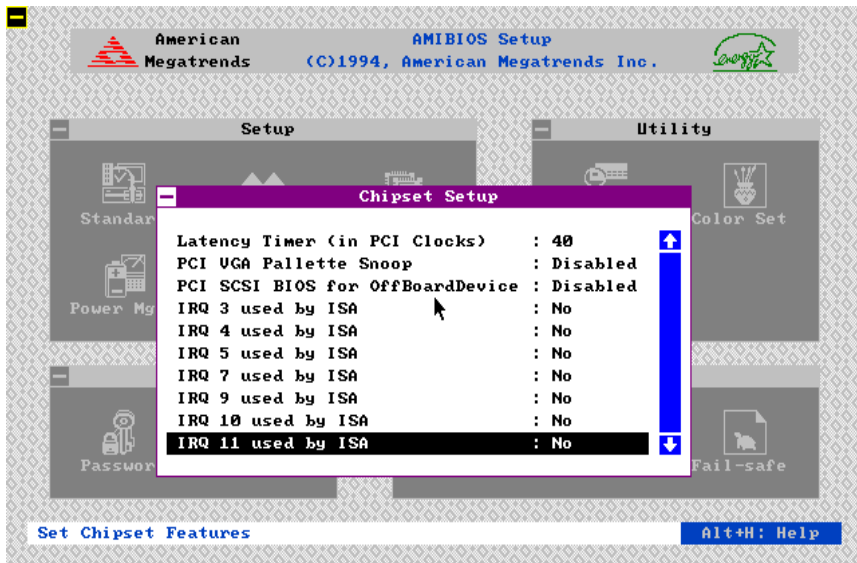 American
Megatrends
AMIBIOS Setup
(C)1994, American Megatrends Inc.
energy
Setup
Utility
Standar
Color Set
Chipset Setup
Latency Timer (in PCI Clocks) : 40
PCI VGA Pallette Snoop : Disabled
PCI SCSI BIOS for OffBoardDevice : Disabled
IRQ 3 used by ISA : No
IRQ 4 used by ISA : No
IRQ 5 used by ISA : No
IRQ 7 used by ISA : No
IRQ 9 used by ISA : No
IRQ 10 used by ISA : No
IRQ 11 used by ISA : No
Power Mg
Passwor
Fail-safe
Set Chipset Features
Alt+H: Help